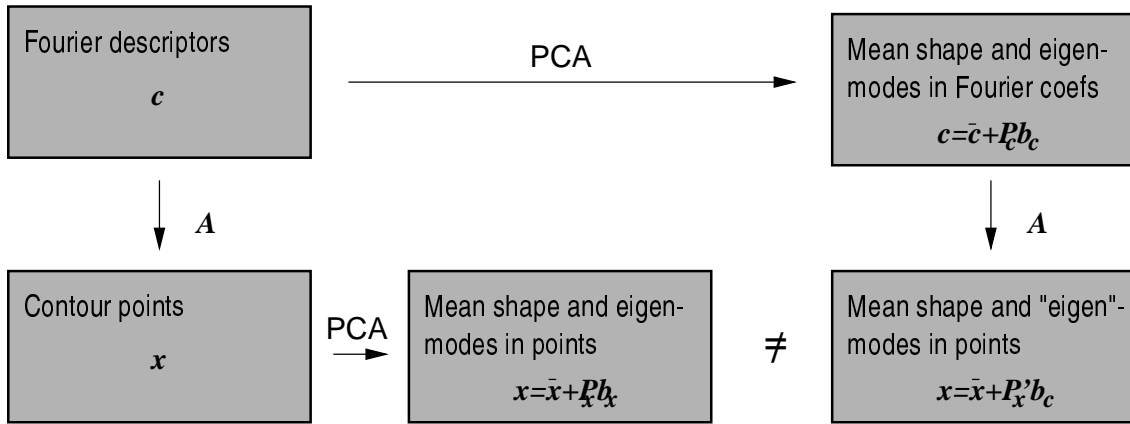 Fourier descriptors
c
PCA
Mean shape and eigen-
modes in Fourier coefs
c=c̄+P_c b_c
A
A
Contour points
x
PCA
Mean shape and eigen-
modes in points
x=x̄+P_x b_x
≠
Mean shape and "eigen"-
modes in points
x=x̄+P_x’b_c